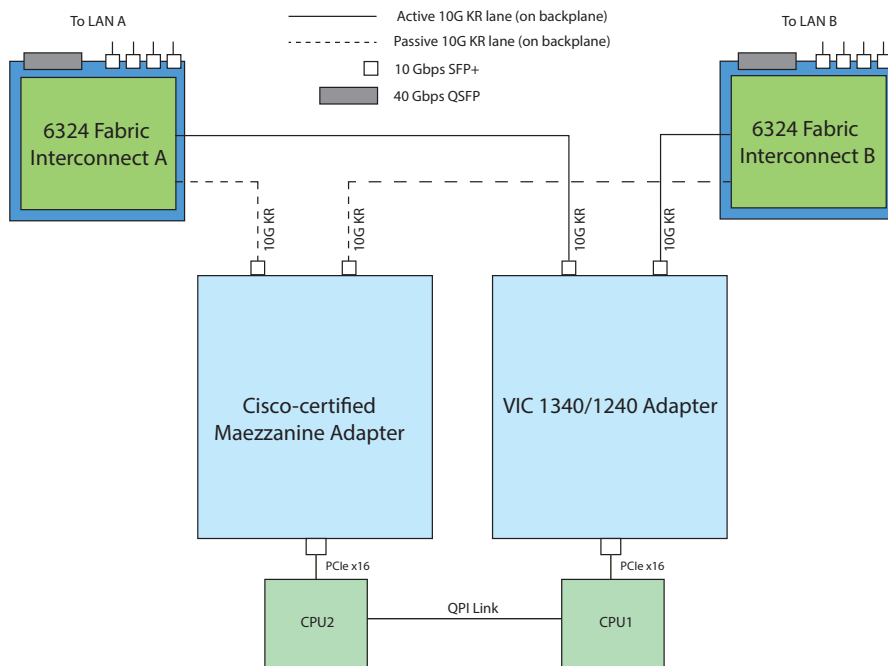 To LAN A
Active 10G KR lane (on backplane)
To LAN B
Passive 10G KR lane (on backplane)
10 Gbps SFP+
40 Gbps QSFP
6324 Fabric
Interconnect A
6324 Fabric
Interconnect B
10G KR
10G KR
10G KR
10G KR
Cisco-certified
Maezzanine Adapter
VIC 1340/1240 Adapter
PCIe x16
PCIe x16
CPU2
QPI Link
CPU1